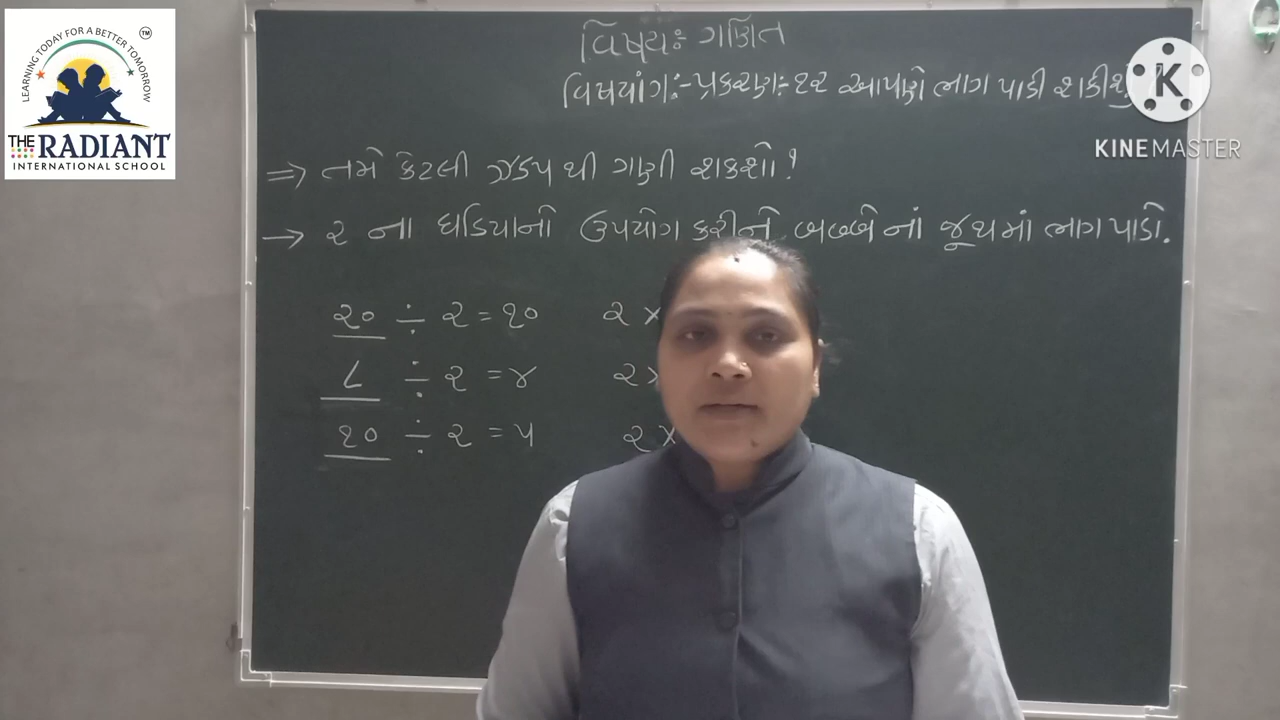 LEARNING TODAY FOR A BETTER TOMORROW
TM
THE RADIANT
INTERNATIONAL SCHOOL
KINEMASTER
વિષયઃ ગણિત
વિષયાંગઃ- પ્રકરણઃ- ૧૨ આપણે ભાગ પાડી શકીશું
⇒ તમે કેટલી ઝડપથી ગણી શકશો!
→ ૨ ના ઘડિયાનો ઉપયોગ કરીને બબ્બેનાં જૂથમાં ભાગ પાડો.
૨૦ ÷ ૨ = ૧૦ ૨ ×
૮ ÷ ૨ = ૪ ૨ ×
૧૦ ÷ ૨ = ૫ ૨ ×